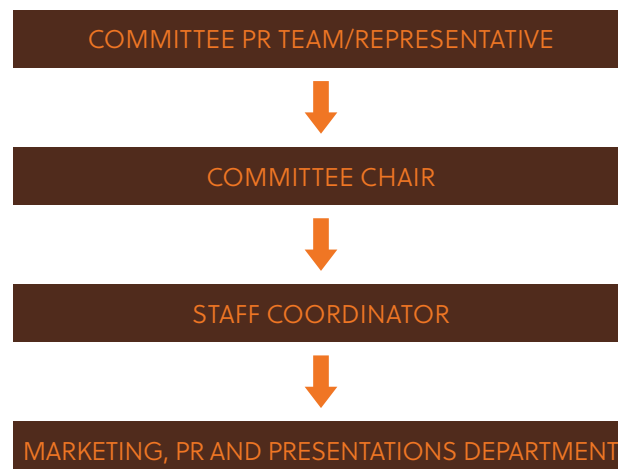 COMMITTEE PR TEAM/REPRESENTATIVE
COMMITTEE CHAIR
STAFF COORDINATOR
MARKETING, PR AND PRESENTATIONS DEPARTMENT